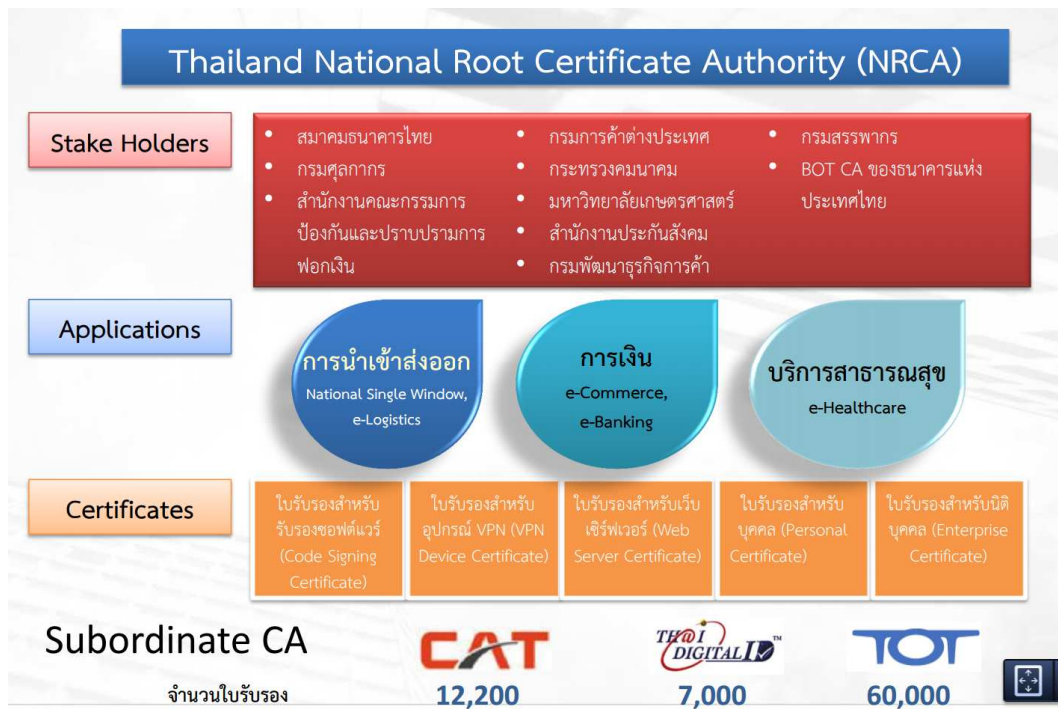 Thailand National Root Certificate Authority (NRCA)
Stake Holders
• สมาคมธนาคารไทย
• กรมศุลกากร
• สำนักงานคณะกรรมการ
ป้องกันและปราบปรามการ
ฟอกเงิน
• กรมการค้าต่างประเทศ
• กระทรวงคมนาคม
• มหาวิทยาลัยเกษตรศาสตร์
• สำนักงานประกันสังคม
• กรมพัฒนาธุรกิจการค้า
• กรมสรรพากร
• BOT CA ของธนาคารแห่ง
ประเทศไทย
Applications
การนำเข้าส่งออก
National Single Window,
e-Logistics
การเงิน
e-Commerce,
e-Banking
บริการสาธารณสุข
e-Healthcare
Certificates
ใบรับรองสำหรับ
รับรองซอฟต์แวร์
(Code Signing
Certificate)
ใบรับรองสำหรับ
อุปกรณ์ VPN (VPN
Device Certificate)
ใบรับรองสำหรับเว็บ
เซิร์ฟเวอร์ (Web
Server Certificate)
ใบรับรองสำหรับ
บุคคล (Personal
Certificate)
ใบรับรองสำหรับนิติ
บุคคล (Enterprise
Certificate)
Subordinate CA
CAT
TH@I
DIGITAL ID™
TOT
จำนวนใบรับรอง
12,200
7,000
60,000